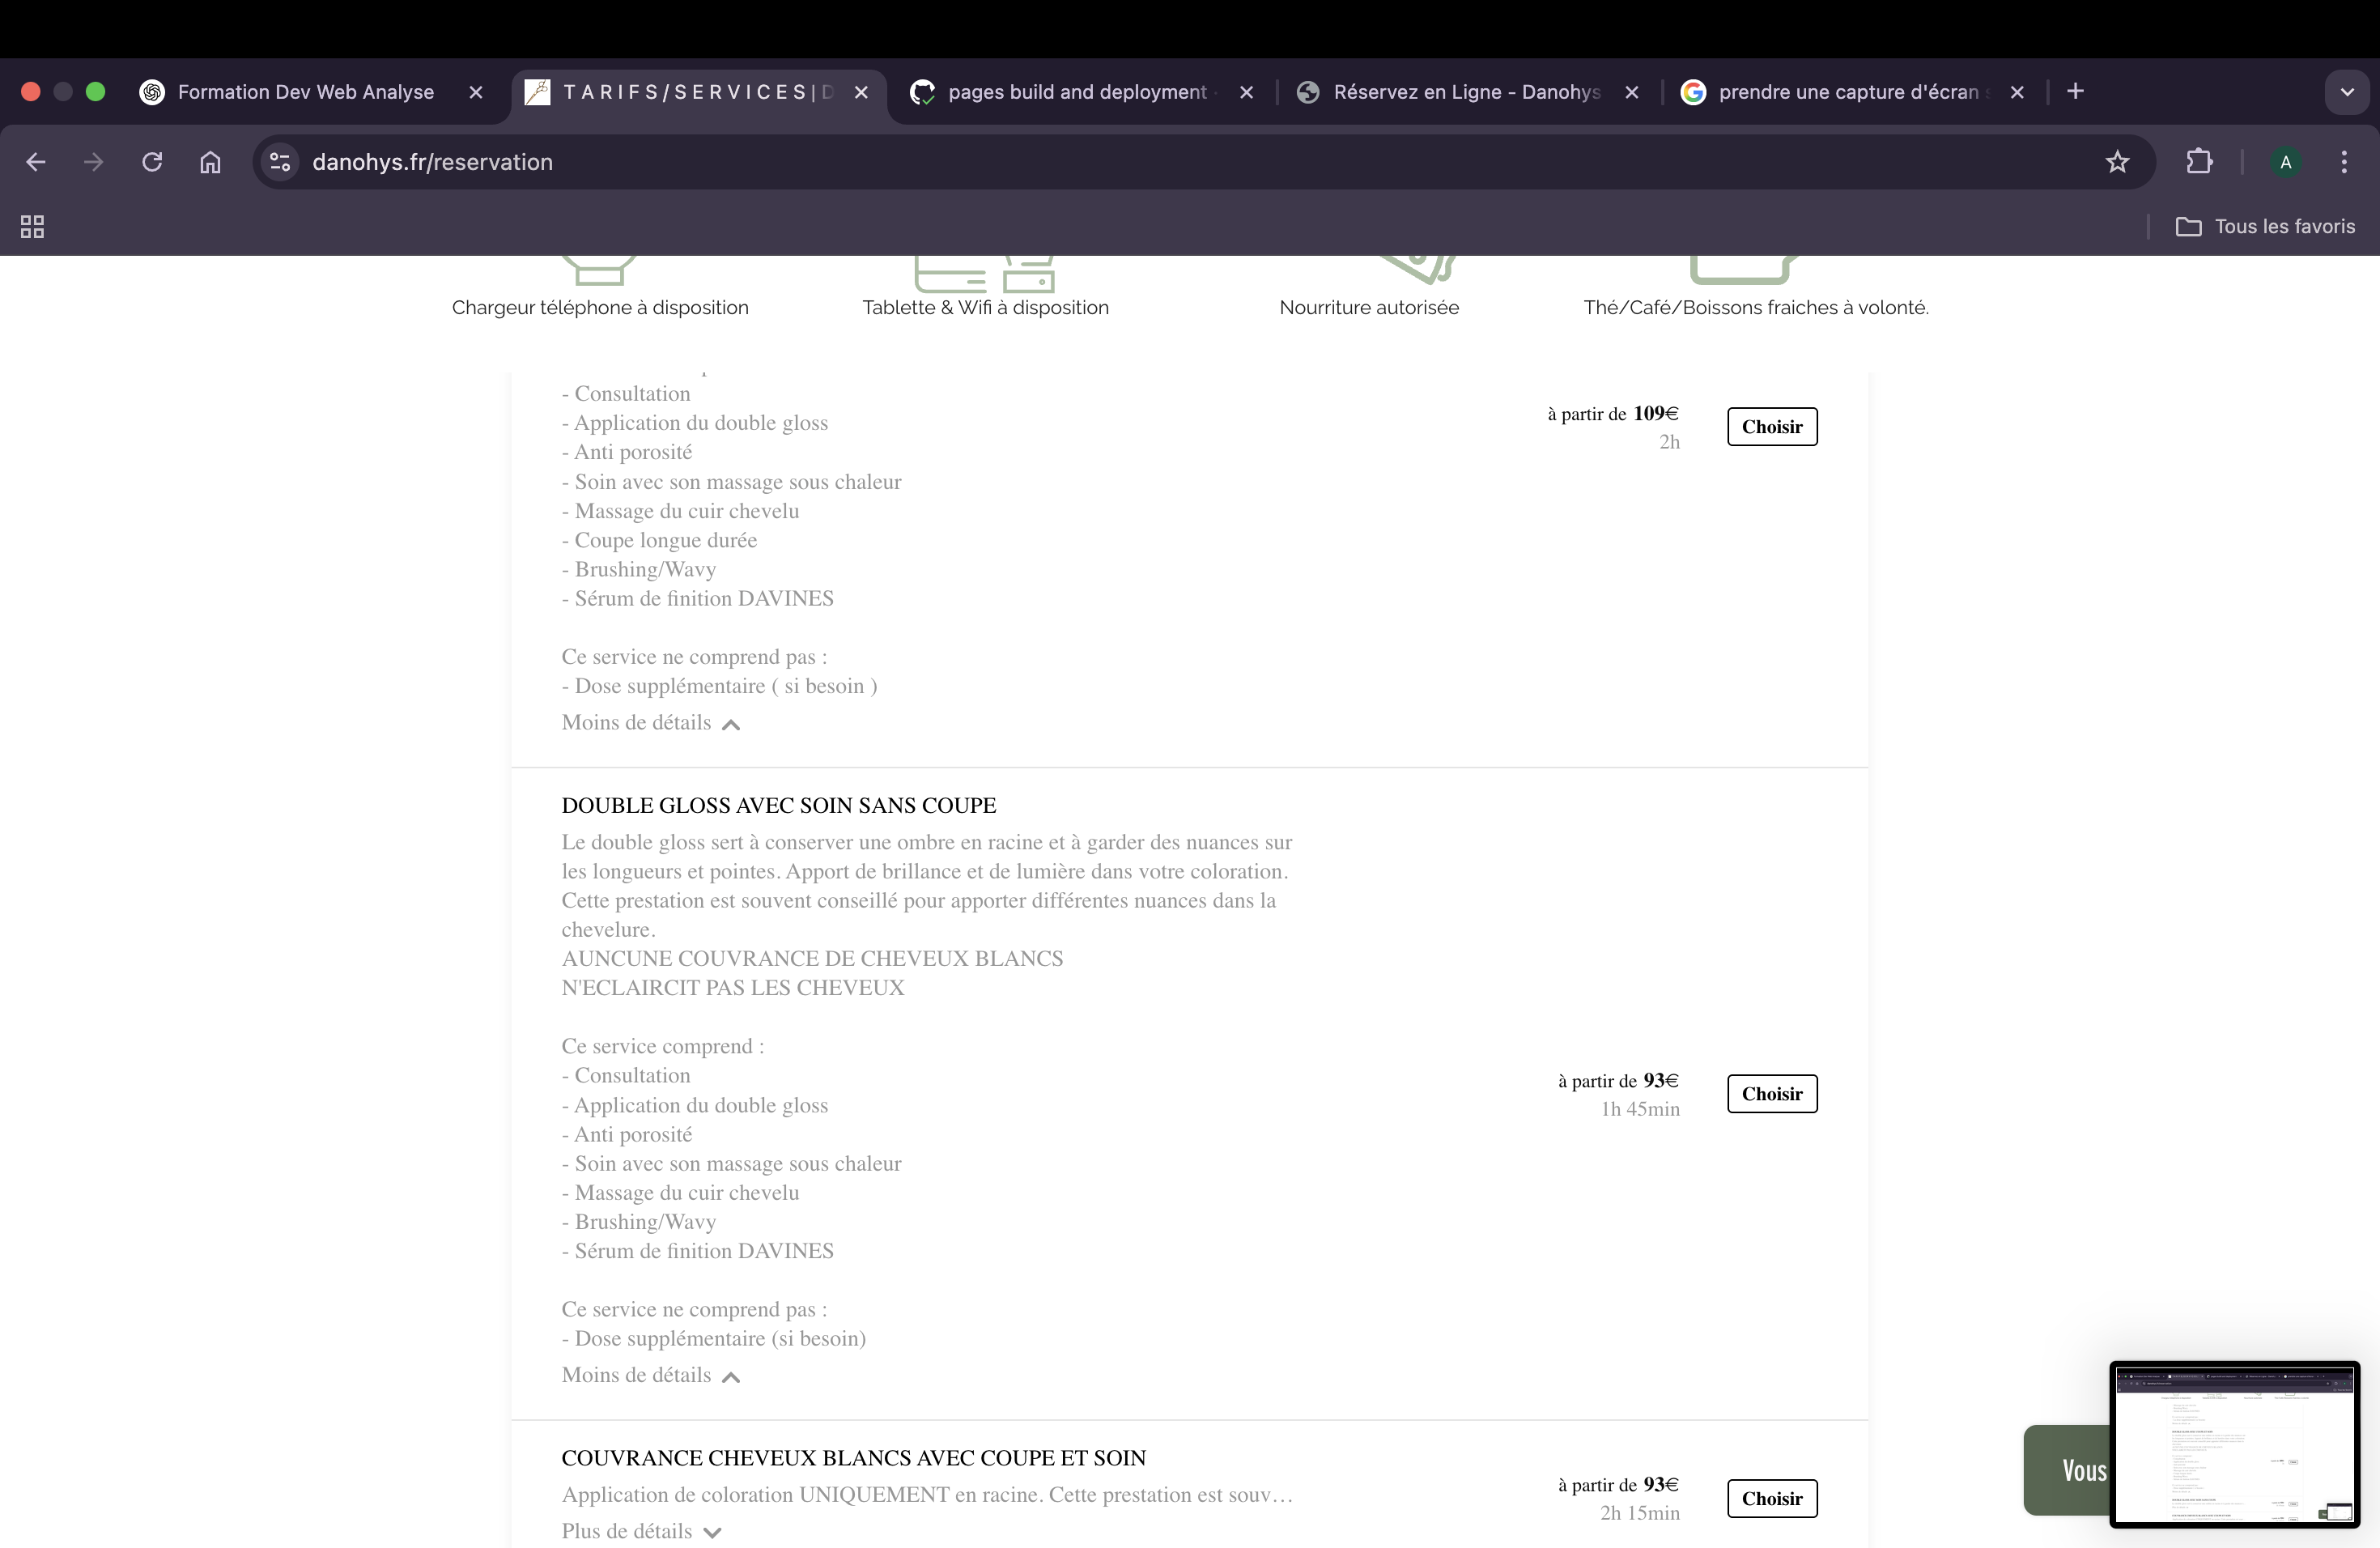 Formation Dev Web Analyse
T A R I F S / S E R V I C E S | D
pages build and deployment ·
Réservez en Ligne - Danohys
prendre une capture d'écran s
danohys.fr/reservation
A
Tous les favoris
Chargeur téléphone à disposition
Tablette & Wifi à disposition
Nourriture autorisée
Thé/Café/Boissons fraiches à volonté.
- Consultation
- Application du double gloss
- Anti porosité
- Soin avec son massage sous chaleur
- Massage du cuir chevelu
- Coupe longue durée
- Brushing/Wavy
- Sérum de finition DAVINES
Ce service ne comprend pas :
- Dose supplémentaire ( si besoin )
Moins de détails
à partir de 109€
2h
Choisir
DOUBLE GLOSS AVEC SOIN SANS COUPE
Le double gloss sert à conserver une ombre en racine et à garder des nuances sur
les longueurs et pointes. Apport de brillance et de lumière dans votre coloration.
Cette prestation est souvent conseillé pour apporter différentes nuances dans la
chevelure.
AUNCUNE COUVRANCE DE CHEVEUX BLANCS
N'ECLAIRCIT PAS LES CHEVEUX
Ce service comprend :
- Consultation
- Application du double gloss
- Anti porosité
- Soin avec son massage sous chaleur
- Massage du cuir chevelu
- Brushing/Wavy
- Sérum de finition DAVINES
Ce service ne comprend pas :
- Dose supplémentaire (si besoin)
Moins de détails
à partir de 93€
1h 45min
Choisir
COUVRANCE CHEVEUX BLANCS AVEC COUPE ET SOIN
Application de coloration UNIQUEMENT en racine. Cette prestation est souv…
Plus de détails
à partir de 93€
2h 15min
Choisir
Vous